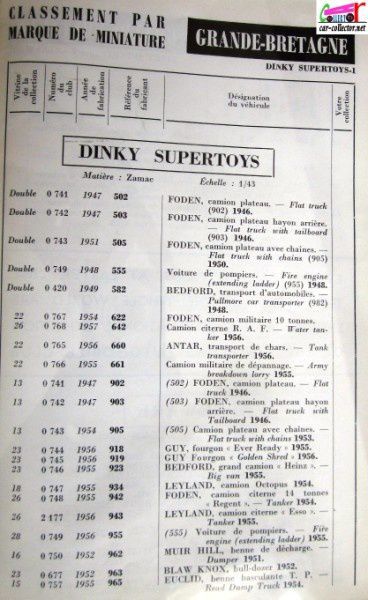 CLASSEMENT PAR
MARQUE DE MINIATURE
car-collector.net
GRANDE-BRETAGNE
DINKY SUPERTOYS-1
Vitrine de la collection
Numéro du club
Année de fabrication
Référence du fabricant
Désignation du véhicule
Votre collection
DINKY SUPERTOYS
Matière : Zamac Échelle : 1/43
Double 0 741 1947 502 FODEN, camion plateau. — Flat truck
(902) 1946.
Double 0 742 1947 503 FODEN, camion plateau hayon arrière.
— Flat truck with tailboard
(903) 1946.
Double 0 743 1951 505 FODEN, camion plateau avec chaines. —
Flat truck with chains (905)
1950.
Double 0 749 1948 555 Voiture de pompiers. — Fire engine
(extending ladder) (955) 1948.
Double 0 420 1949 582 BEDFORD, transport d'automobiles. —
Pullmore car transporter (982)
1948.
22 0 767 1954 622 FODEN, camion militaire 10 tonnes.
26 0 768 1957 642 Camion citerne R. A. F. — Water tan-
ker 1956.
22 0 765 1956 660 ANTAR, transport de chars. — Tank
transporter 1956.
22 0 766 1955 661 Camion militaire de dépannage. — Army
breakdown lorry 1955.
13 0 741 1947 902 (502) FODEN, camion plateau. — Flat
truck 1946.
13 0 742 1947 903 (503) FODEN, camion plateau hayon
arrière. — Flat truck with
Tailboard 1946.
13 0 743 1954 905 (505) Camion plateau avec chaînes. —
Flat truck with chains 1953.
23 0 744 1956 918 GUY, fourgon « Ever Ready » 1955.
23 0 745 1956 919 GUY Fourgon « Golden Shred » 1956.
23 0 746 1955 923 BEDFORD, grand camion « Heinz ». —
Big van 1955.
18 0 747 1955 934 LEYLAND, camion Octopus 1954.
26 0 748 1955 942 FODEN, camion citerne 14 tonnes
« Regent ». — Tanker 1954.
26 2 177 1956 943 LEYLAND, camion citerne « Esso ». —
Tanker 1955.
28 0 749 1956 955 (555) Voiture de pompiers. — Fire
engine (extending ladder) 1955.
16 0 750 1952 962 MUIR HILL, benne de décharge. —
Dumper 1951.
23 0 677 1952 963 BLAW KNOX, bull-dozer 1952.
15 0 757 1955 965 EUCLID, benne basculante T. P. —
Road Dump Truck 1954.